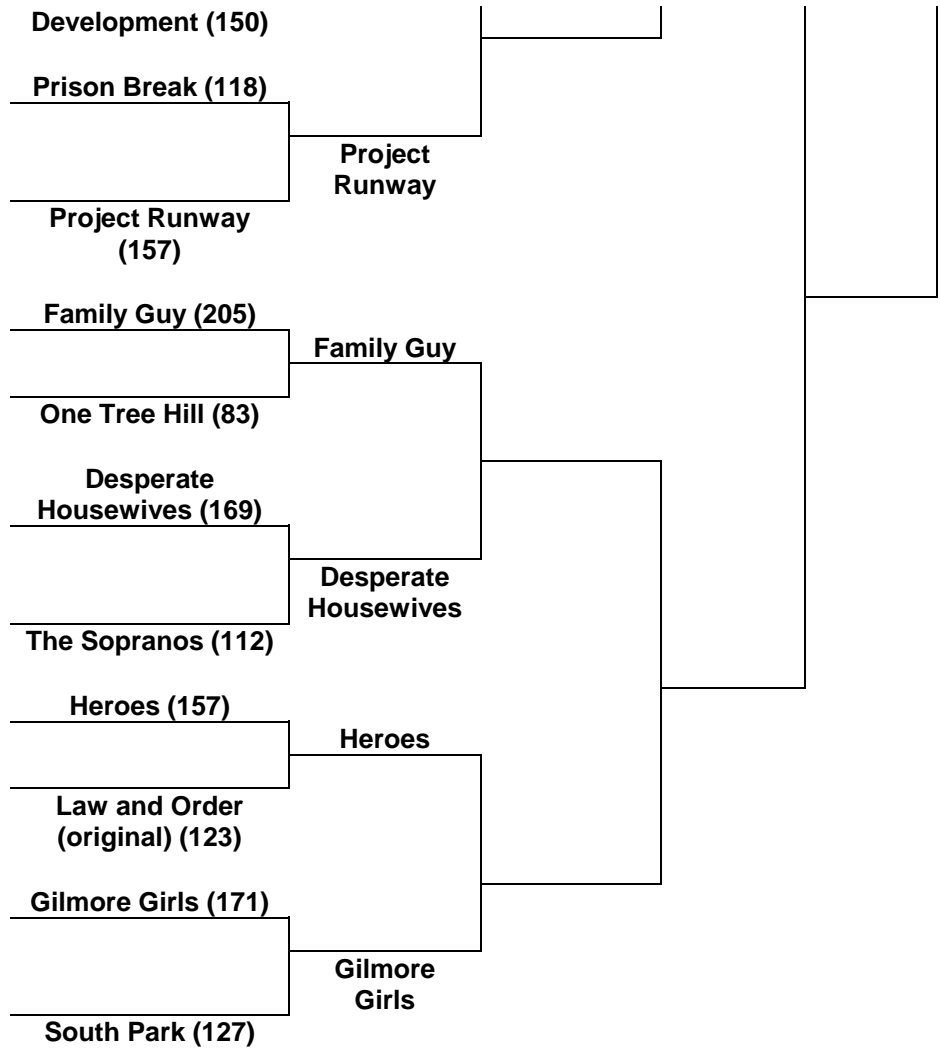 Development (150)
Prison Break (118)
Project
Runway
Project Runway
(157)
Family Guy (205)
Family Guy
One Tree Hill (83)
Desperate
Housewives (169)
Desperate
Housewives
The Sopranos (112)
Heroes (157)
Heroes
Law and Order
(original) (123)
Gilmore Girls (171)
Gilmore
Girls
South Park (127)